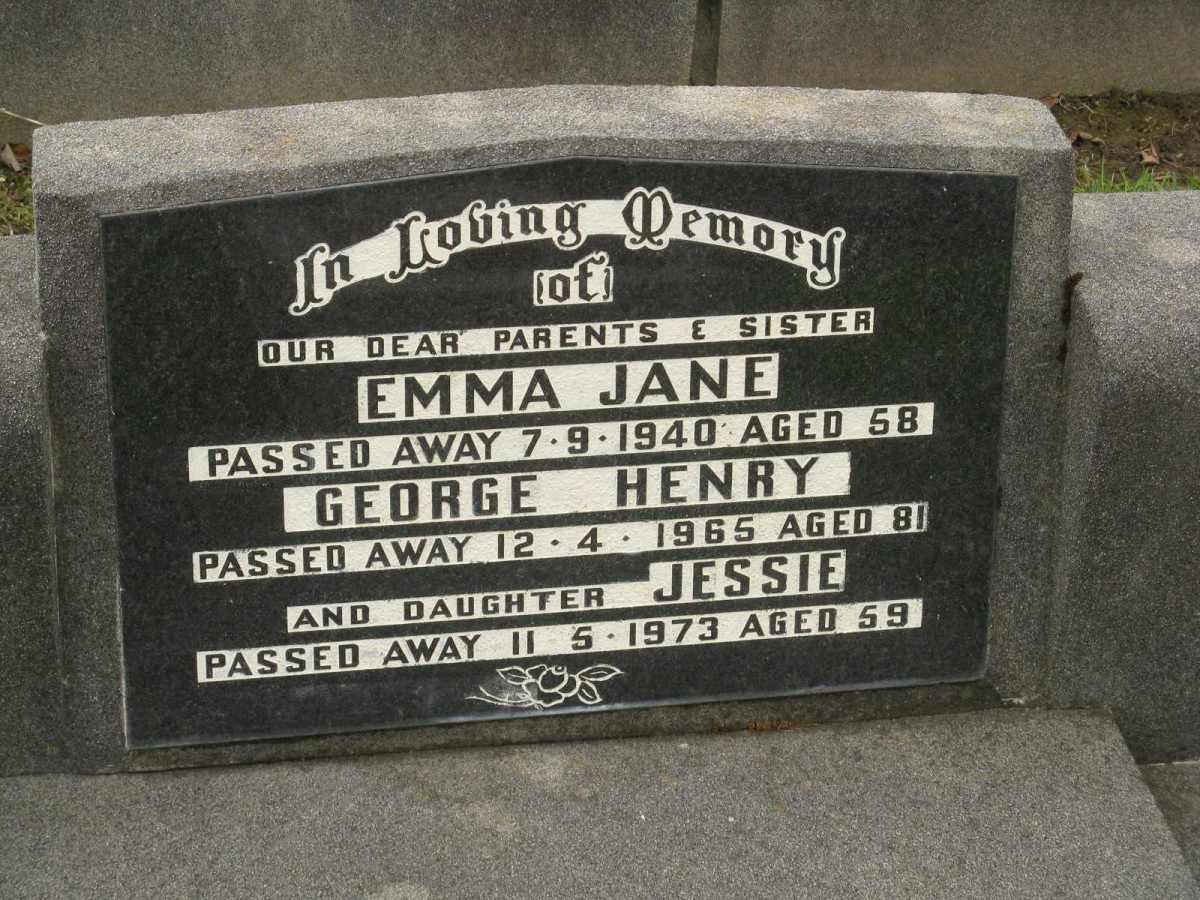 In Loving Memory
of
OUR DEAR PARENTS & SISTER
EMMA JANE
PASSED AWAY 7·9·1940 AGED 58
GEORGE HENRY
PASSED AWAY 12·4·1965 AGED 81
AND DAUGHTER JESSIE
PASSED AWAY 11 5·1973 AGED 59